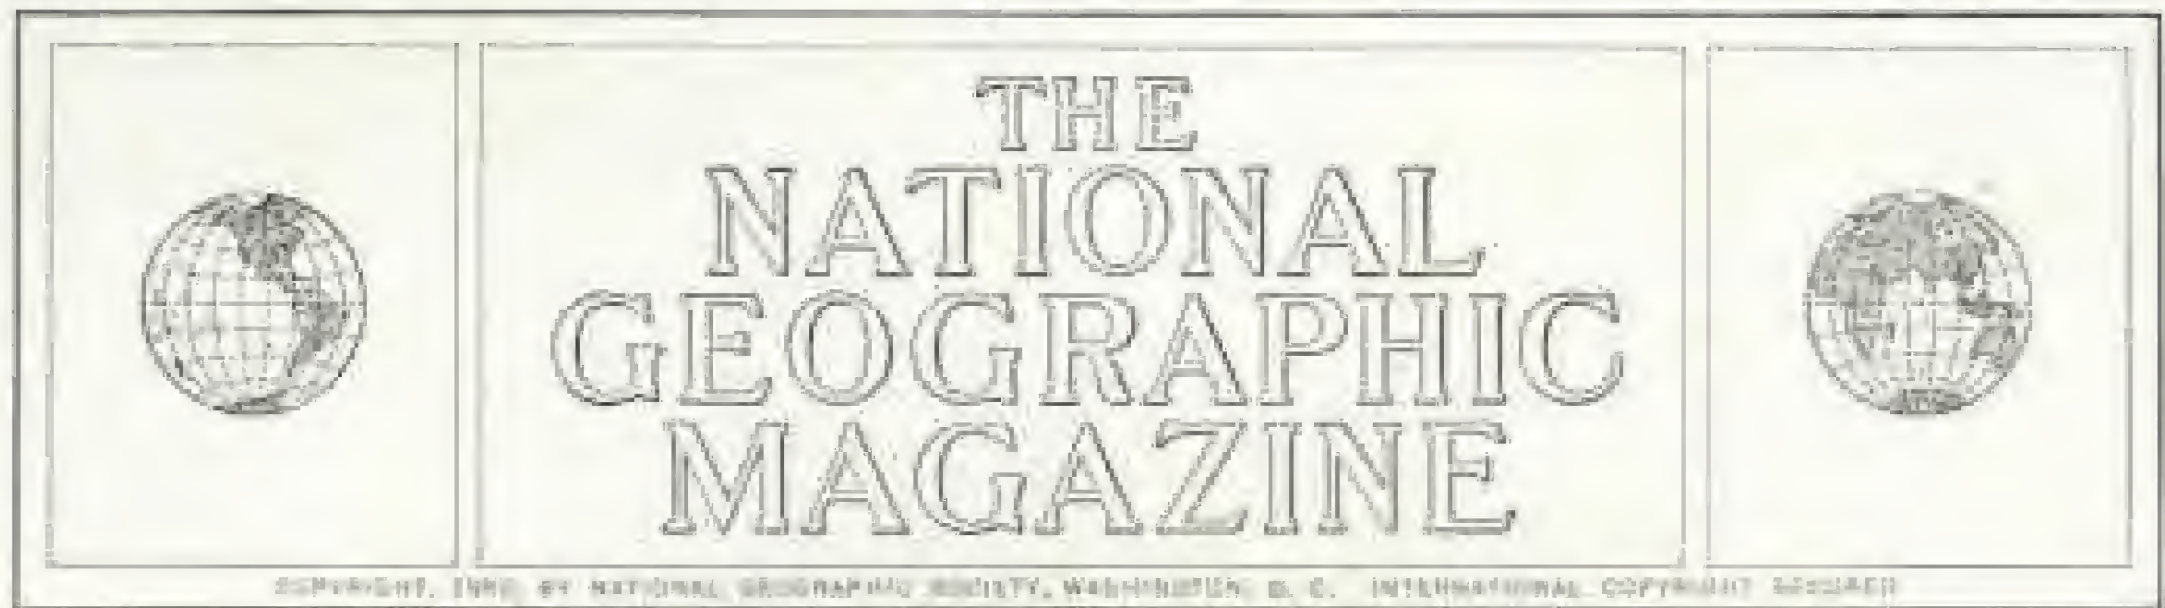 THE
NATIONAL
GEOGRAPHIC
MAGAZINE
COPYRIGHT, BY NATIONAL GEOGRAPHIC SOCIETY, WASHINGTON, D. C. INTERNATIONAL COPYRIGHT SECURED